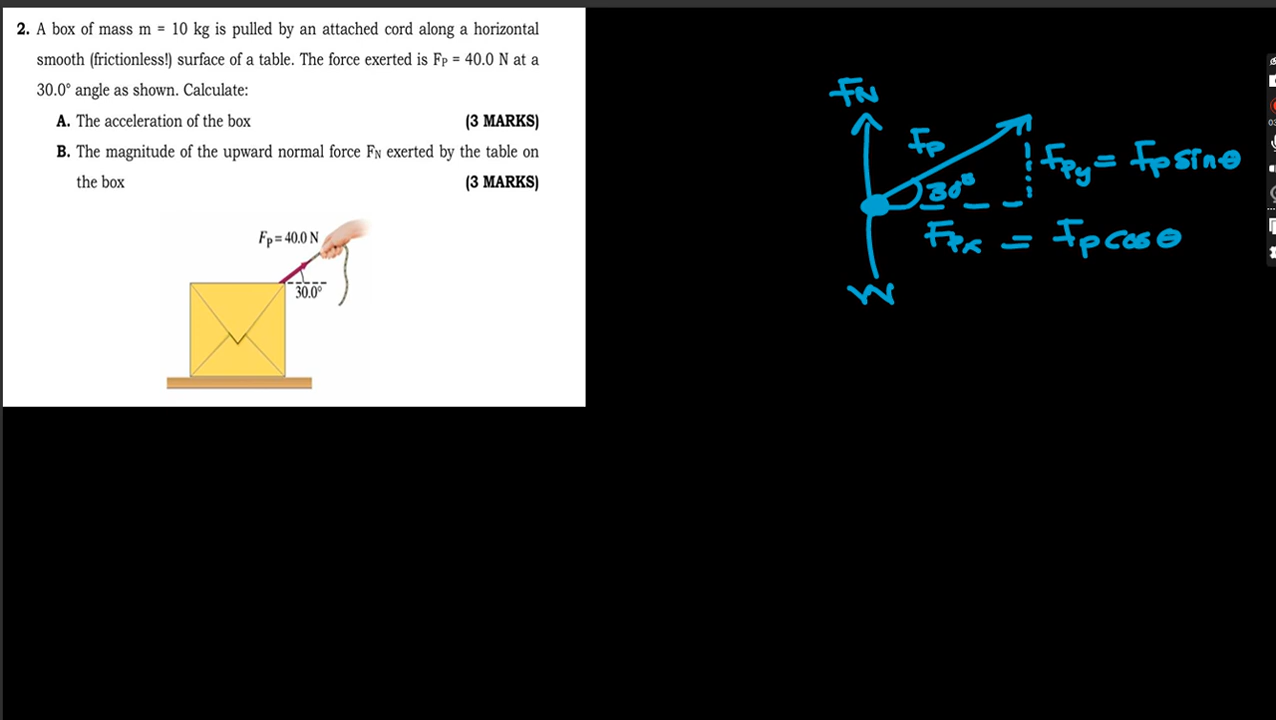 2. A box of mass m = 10 kg is pulled by an attached cord along a horizontal
smooth (frictionless!) surface of a table. The force exerted is FP = 40.0 N at a
30.0° angle as shown. Calculate:
A. The acceleration of the box (3 MARKS)
B. The magnitude of the upward normal force FN exerted by the table on
the box (3 MARKS)
FP = 40.0 N
30.0°
FN
Fp
30°
Fpy = Fp sin θ
Fpx = Fp cos θ
W